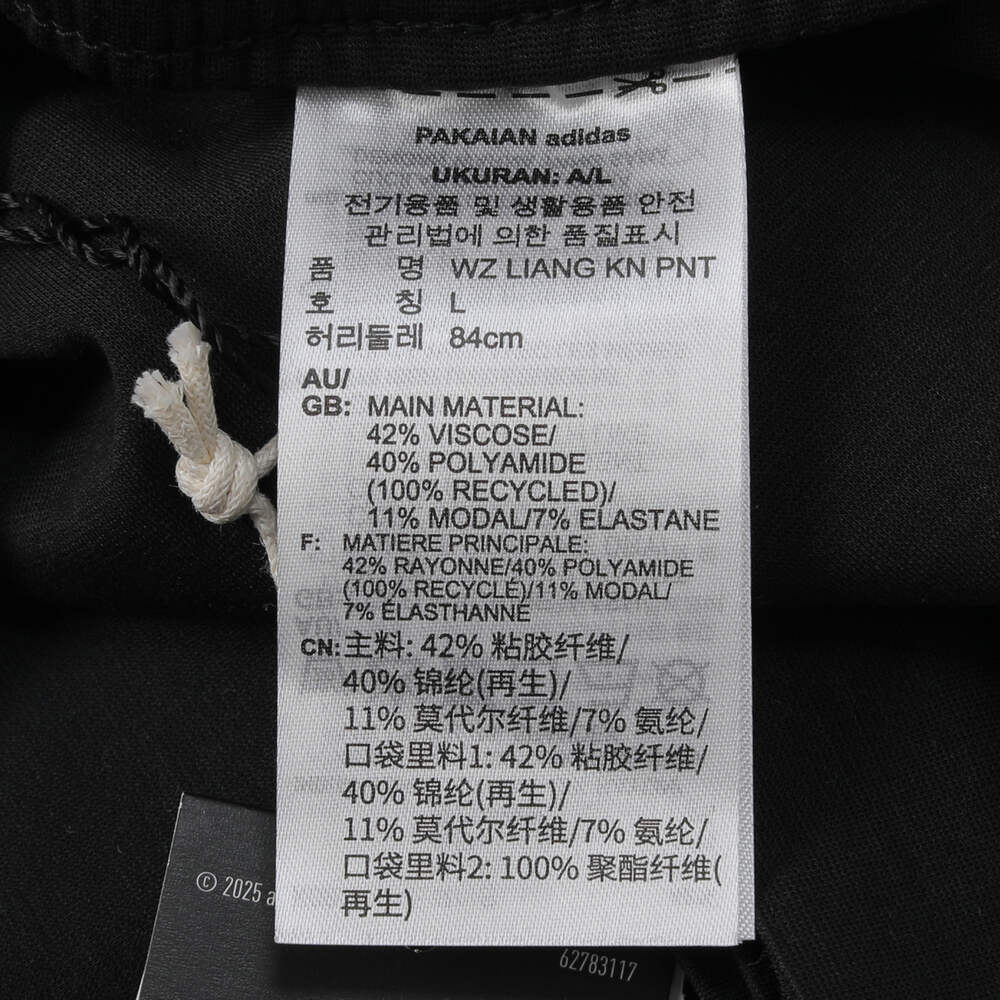 PAKAIAN adidas
UKURAN: A/L
전기용품 및 생활용품 안전
관리법에 의한 품질표시
품 명 WZ LIANG KN PNT
호 칭 L
허리둘레 84cm
AU/
GB: MAIN MATERIAL:
42% VISCOSE/
40% POLYAMIDE
(100% RECYCLED)/
11% MODAL/7% ELASTANE
F: MATIERE PRINCIPALE:
42% RAYONNE/40% POLYAMIDE
(100% RECYCLÉ)/11% MODAL/
7% ÉLASTHANNE
CN: 主料: 42% 粘胶纤维/
40% 锦纶(再生)/
11% 莫代尔纤维/7% 氨纶/
口袋里料1: 42% 粘胶纤维/
40% 锦纶(再生)/
11% 莫代尔纤维/7% 氨纶/
口袋里料2: 100% 聚酯纤维(
再生)
© 2025 a
62783117